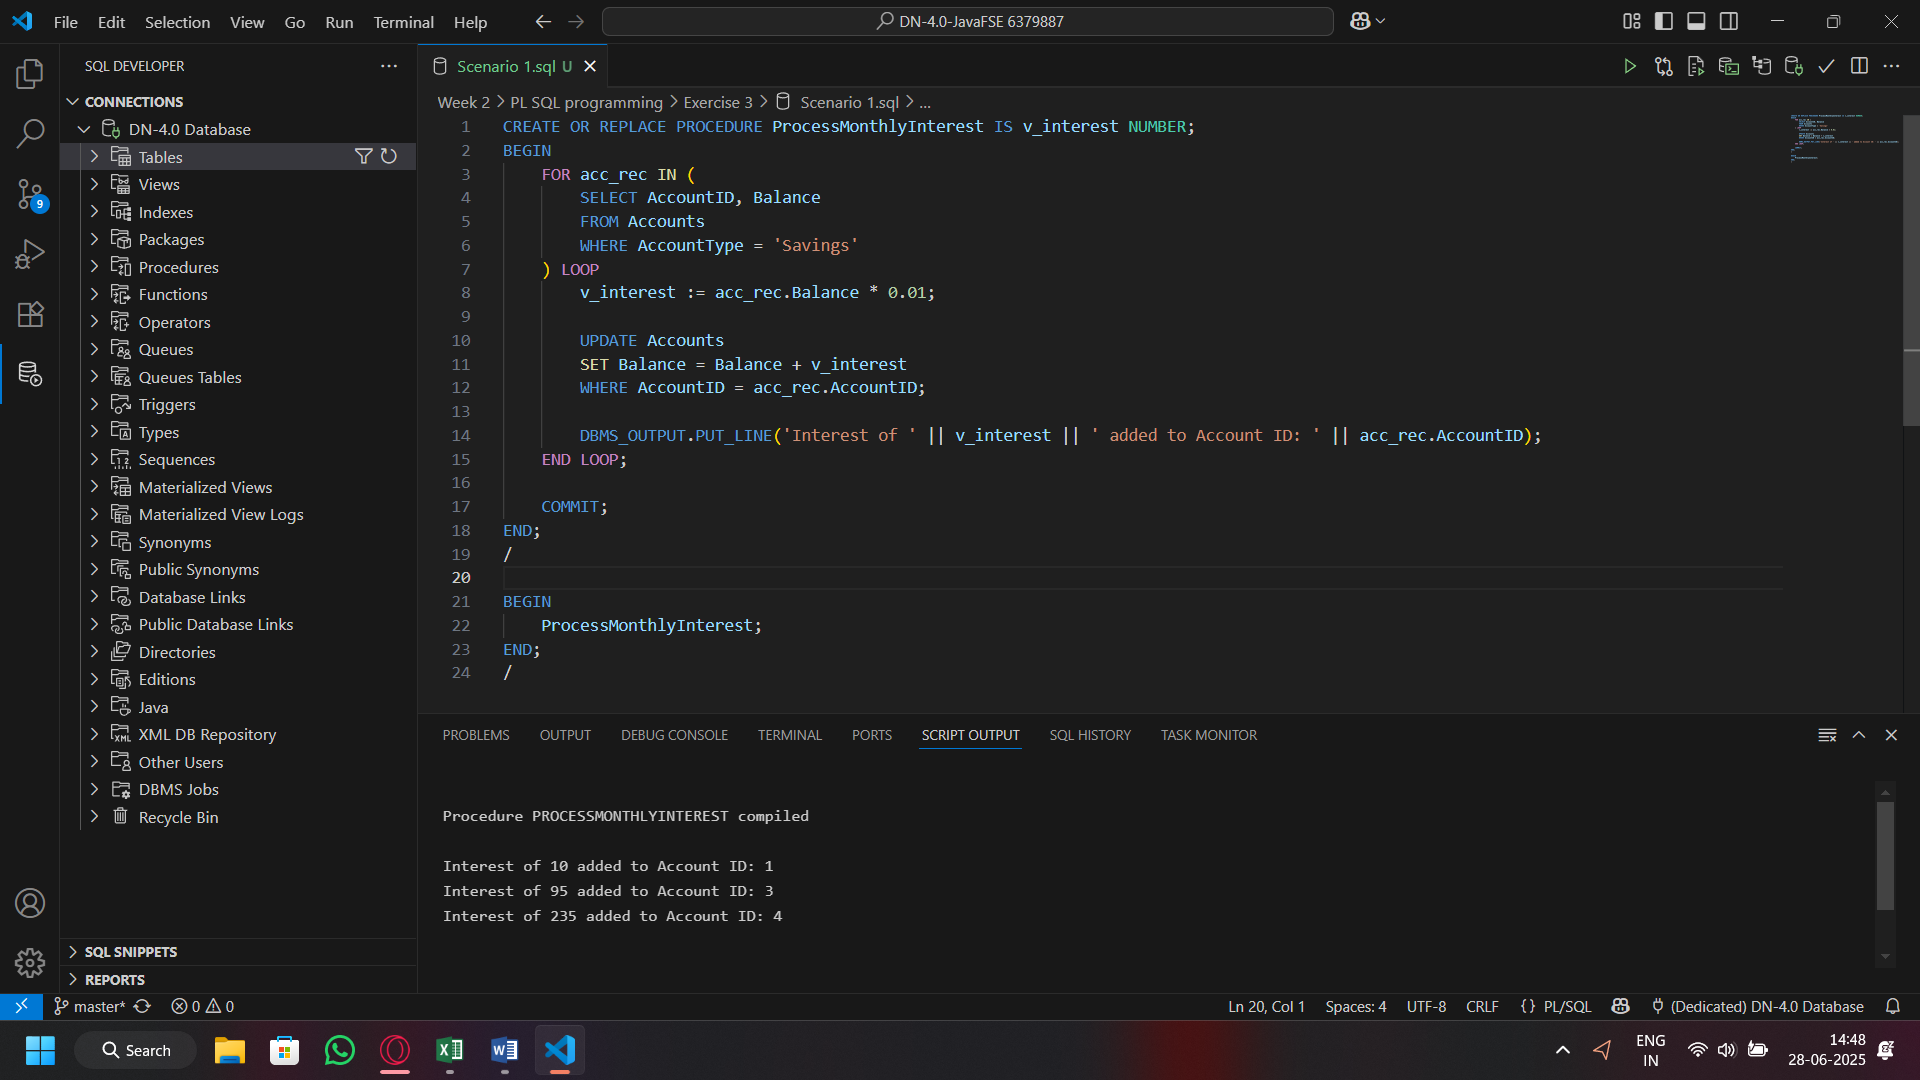 File Edit Selection View Go Run Terminal Help
DN-4.0-JavaFSE 6379887
SQL DEVELOPER
CONNECTIONS
DN-4.0 Database
Tables
Views
Indexes
Packages
Procedures
Functions
Operators
Queues
Queues Tables
Triggers
Types
Sequences
Materialized Views
Materialized View Logs
Synonyms
Public Synonyms
Database Links
Public Database Links
Directories
Editions
Java
XML DB Repository
Other Users
DBMS Jobs
Recycle Bin
SQL SNIPPETS
REPORTS
9
Scenario 1.sql U
Week 2 > PL SQL programming > Exercise 3 > Scenario 1.sql > ...
1 CREATE OR REPLACE PROCEDURE ProcessMonthlyInterest IS v_interest NUMBER;
2 BEGIN
3 FOR acc_rec IN (
4 SELECT AccountID, Balance
5 FROM Accounts
6 WHERE AccountType = 'Savings'
7 ) LOOP
8 v_interest := acc_rec.Balance * 0.01;
9
10 UPDATE Accounts
11 SET Balance = Balance + v_interest
12 WHERE AccountID = acc_rec.AccountID;
13
14 DBMS_OUTPUT.PUT_LINE('Interest of ' || v_interest || ' added to Account ID: ' || acc_rec.AccountID);
15 END LOOP;
16
17 COMMIT;
18 END;
19 /
20
21 BEGIN
22 ProcessMonthlyInterest;
23 END;
24 /
PROBLEMS OUTPUT DEBUG CONSOLE TERMINAL PORTS SCRIPT OUTPUT SQL HISTORY TASK MONITOR
Procedure PROCESSMONTHLYINTEREST compiled
Interest of 10 added to Account ID: 1
Interest of 95 added to Account ID: 3
Interest of 235 added to Account ID: 4
master* 0 0
Ln 20, Col 1 Spaces: 4 UTF-8 CRLF {} PL/SQL (Dedicated) DN-4.0 Database
Search
ENG
IN
14:48
28-06-2025